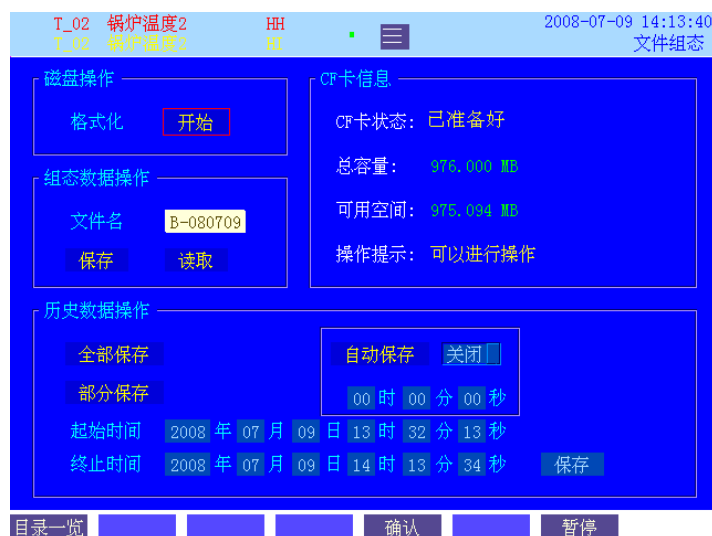 T_02 锅炉温度2 HH 2008-07-09 14:13:40
T_02 锅炉温度2 HI 文件组态
磁盘操作
格式化 开始
组态数据操作
文件名 B-080709
保存 读取
CF卡信息
CF卡状态: 已准备好
总容量: 976.000 MB
可用空间: 975.094 MB
操作提示: 可以进行操作
历史数据操作
全部保存 自动保存 关闭
部分保存 00 时 00 分 00 秒
起始时间 2008 年 07 月 09 日 13 时 32 分 13 秒
终止时间 2008 年 07 月 09 日 14 时 13 分 34 秒 保存
目录一览 确认 暂停